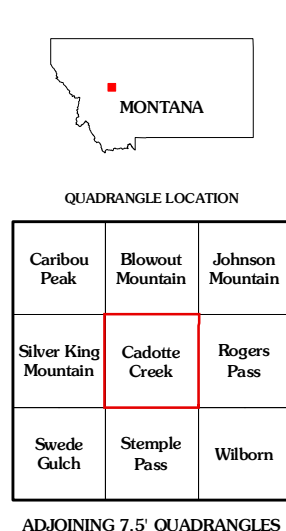 MONTANA
QUADRANGLE LOCATION
Caribou Peak
Blowout Mountain
Johnson Mountain
Silver King Mountain
Cadotte Creek
Rogers Pass
Swede Gulch
Stemple Pass
Wilborn
ADJOINING 7.5' QUADRANGLES